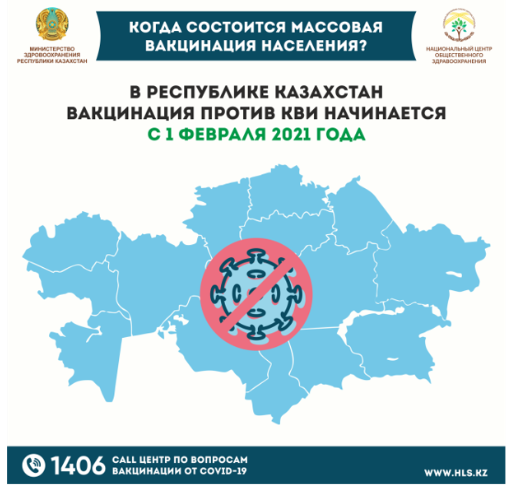 КОГДА СОСТОИТСЯ МАССОВАЯ
ВАКЦИНАЦИЯ НАСЕЛЕНИЯ?
МИНИСТЕРСТВО
ЗДРАВООХРАНЕНИЯ
РЕСПУБЛИКИ КАЗАХСТАН
НАЦИОНАЛЬНЫЙ ЦЕНТР
ОБЩЕСТВЕННОГО
ЗДРАВООХРАНЕНИЯ
В РЕСПУБЛИКЕ КАЗАХСТАН
ВАКЦИНАЦИЯ ПРОТИВ КВИ НАЧИНАЕТСЯ
С 1 ФЕВРАЛЯ 2021 ГОДА
1406
CALL ЦЕНТР ПО ВОПРОСАМ
ВАКЦИНАЦИИ ОТ COVID-19
WWW.HLS.KZ